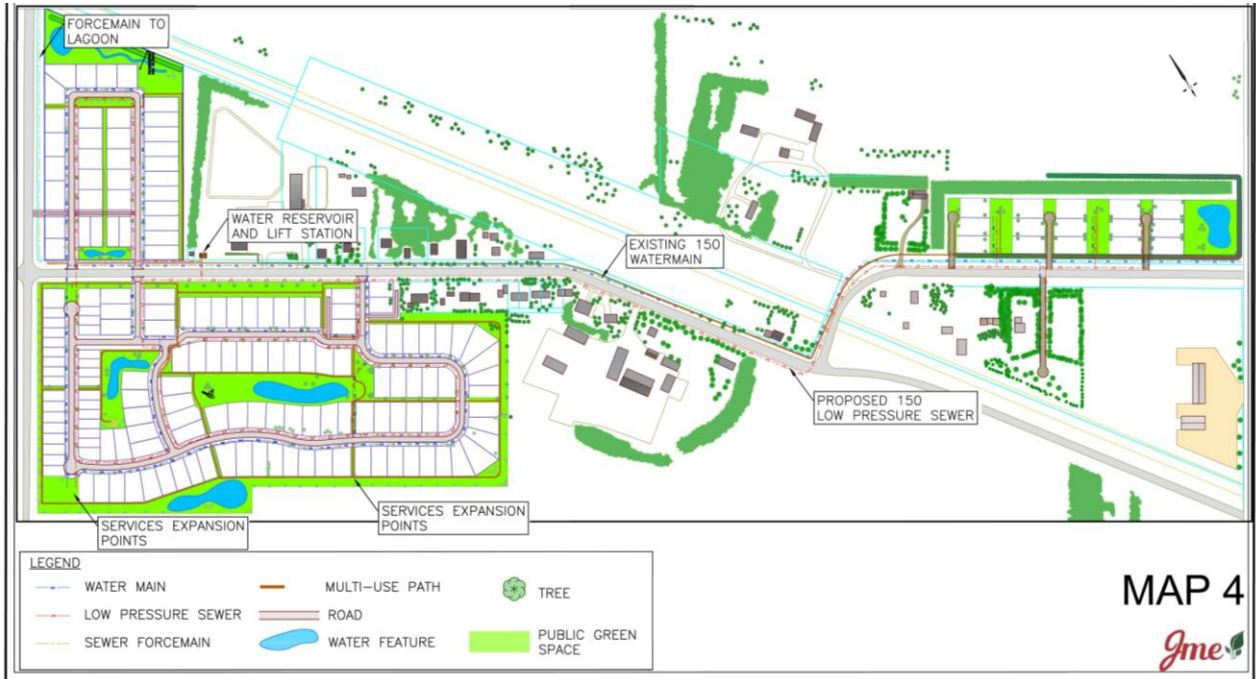 FORCEMAIN TO
LAGOON
WATER RESERVOIR
AND LIFT STATION
EXISTING 150
WATERMAIN
PROPOSED 150
LOW PRESSURE SEWER
SERVICES EXPANSION
POINTS
SERVICES EXPANSION
POINTS
LEGEND
WATER MAIN
LOW PRESSURE SEWER
SEWER FORCEMAIN
MULTI-USE PATH
ROAD
WATER FEATURE
TREE
PUBLIC GREEN
SPACE
MAP 4
Jme